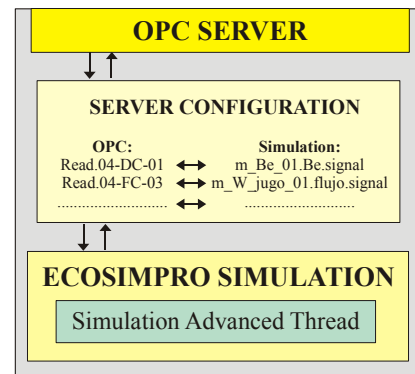 OPC SERVER
SERVER CONFIGURATION
OPC: Simulation:
Read.04-DC-01 m_Be_01.Be.signal
Read.04-FC-03 m_W_jugo_01.flujo.signal
............................ ............................
ECOSIMPRO SIMULATION
Simulation Advanced Thread